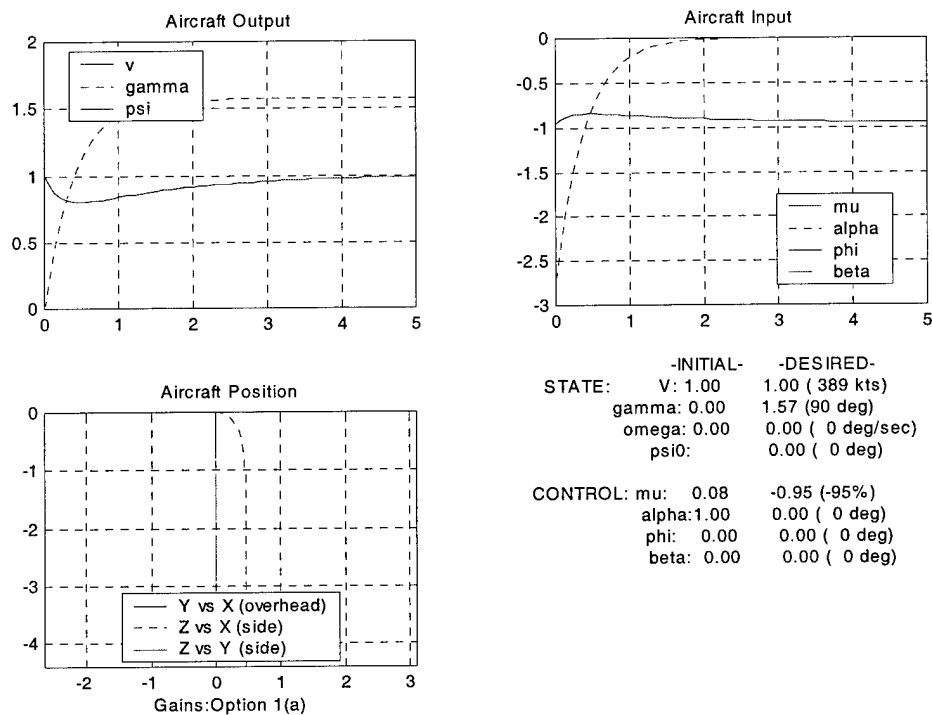 Aircraft Output
2
1.5
1
0.5
0
v
gamma
psi
0 1 2 3 4 5
Aircraft Input
0
-0.5
-1
-1.5
-2
-2.5
-3
mu
alpha
phi
beta
0 1 2 3 4 5
Aircraft Position
0
-1
-2
-3
-4
Y vs X (overhead)
Z vs X (side)
Z vs Y (side)
-2 -1 0 1 2 3
Gains:Option 1(a)
-INITIAL- -DESIRED-
STATE: V: 1.00 1.00 ( 389 kts)
gamma: 0.00 1.57 (90 deg)
omega: 0.00 0.00 ( 0 deg/sec)
psi0: 0.00 ( 0 deg)
CONTROL: mu: 0.08 -0.95 (-95%)
alpha:1.00 0.00 ( 0 deg)
phi: 0.00 0.00 ( 0 deg)
beta: 0.00 0.00 ( 0 deg)